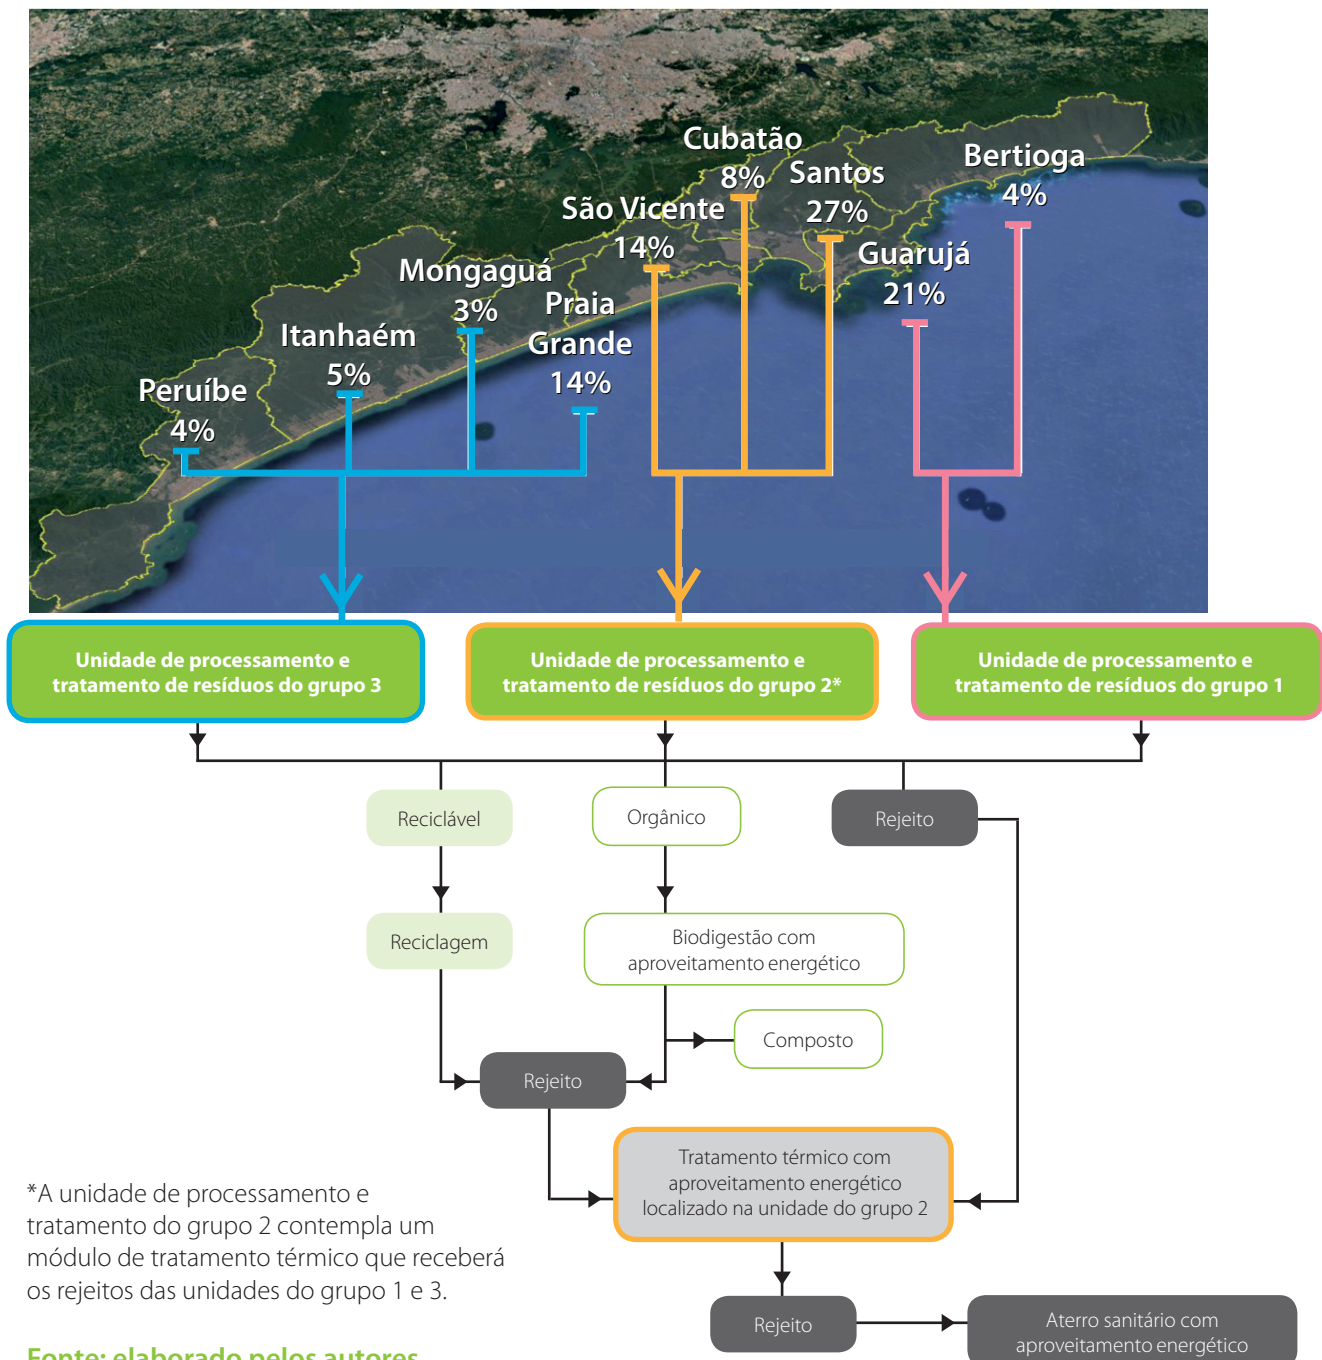 Cubatão
8%
Santos
27%
Bertioga
4%
São Vicente
14%
Guarujá
21%
Mongaguá
3%
Praia
Grande
14%
Itanhaém
5%
Peruíbe
4%
Unidade de processamento e
tratamento de resíduos do grupo 3
Unidade de processamento e
tratamento de resíduos do grupo 2*
Unidade de processamento e
tratamento de resíduos do grupo 1
Reciclável
Orgânico
Rejeito
Reciclagem
Biodigestão com
aproveitamento energético
Composto
Rejeito
Tratamento térmico com
aproveitamento energético
localizado na unidade do grupo 2
*A unidade de processamento e
tratamento do grupo 2 contempla um
módulo de tratamento térmico que receberá
os rejeitos das unidades do grupo 1 e 3.
Rejeito
Aterro sanitário com
aproveitamento energético
Fonte: elaborado pelos autores